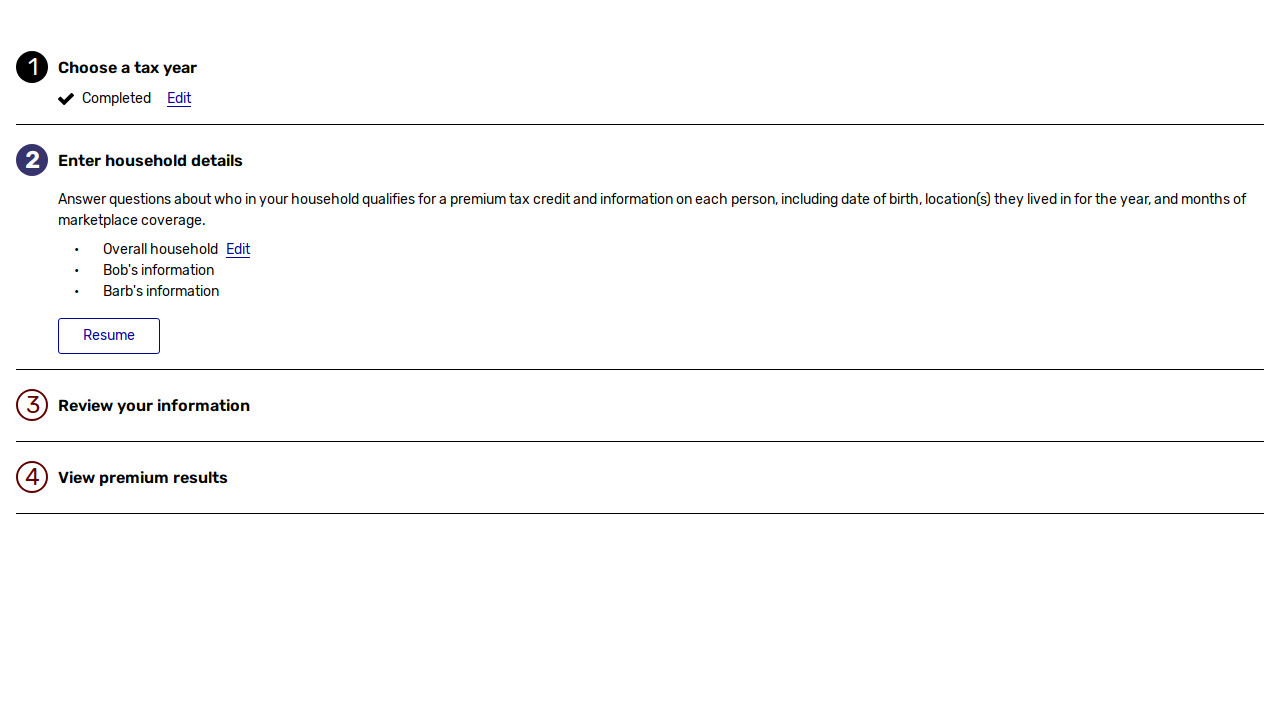 1 Choose a tax year
Completed Edit
2 Enter household details
Answer questions about who in your household qualifies for a premium tax credit and information on each person, including date of birth, location(s) they lived in for the year, and months of
marketplace coverage.
• Overall household Edit
• Bob's information
• Barb's information
Resume
3 Review your information
4 View premium results